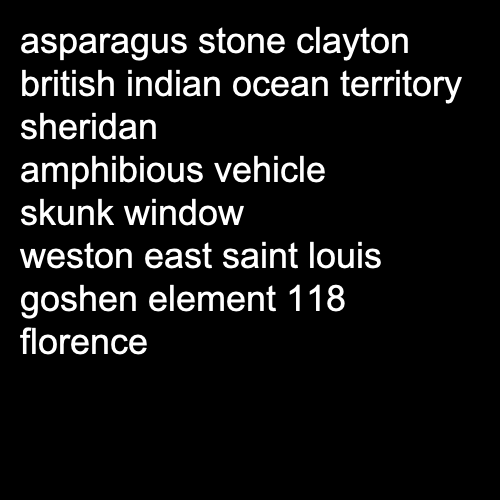 asparagus stone clayton
british indian ocean territory
sheridan
amphibious vehicle
skunk window
weston east saint louis
goshen element 118
florence